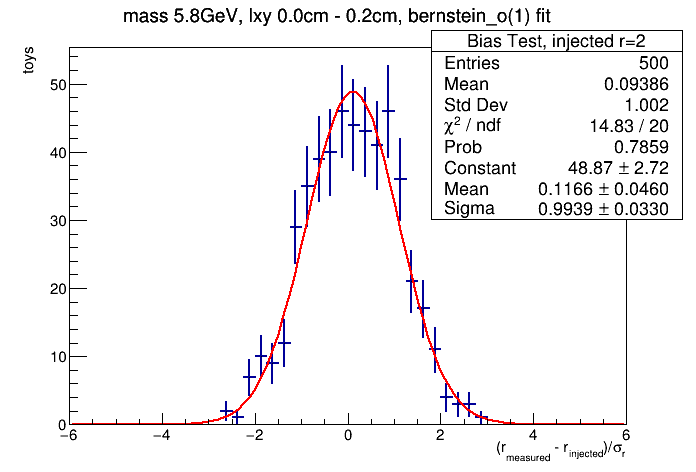 mass 5.8GeV, lxy 0.0cm - 0.2cm, bernstein_o(1) fit
Bias Test, injected r=2
Entries 500
Mean 0.09386
Std Dev 1.002
χ² / ndf 14.83 / 20
Prob 0.7859
Constant 48.87 ± 2.72
Mean 0.1166 ± 0.0460
Sigma 0.9939 ± 0.0330
toys
50
40
30
20
10
0
−6 −4 −2 0 2 4 6
(r_measured - r_injected)/σ_r